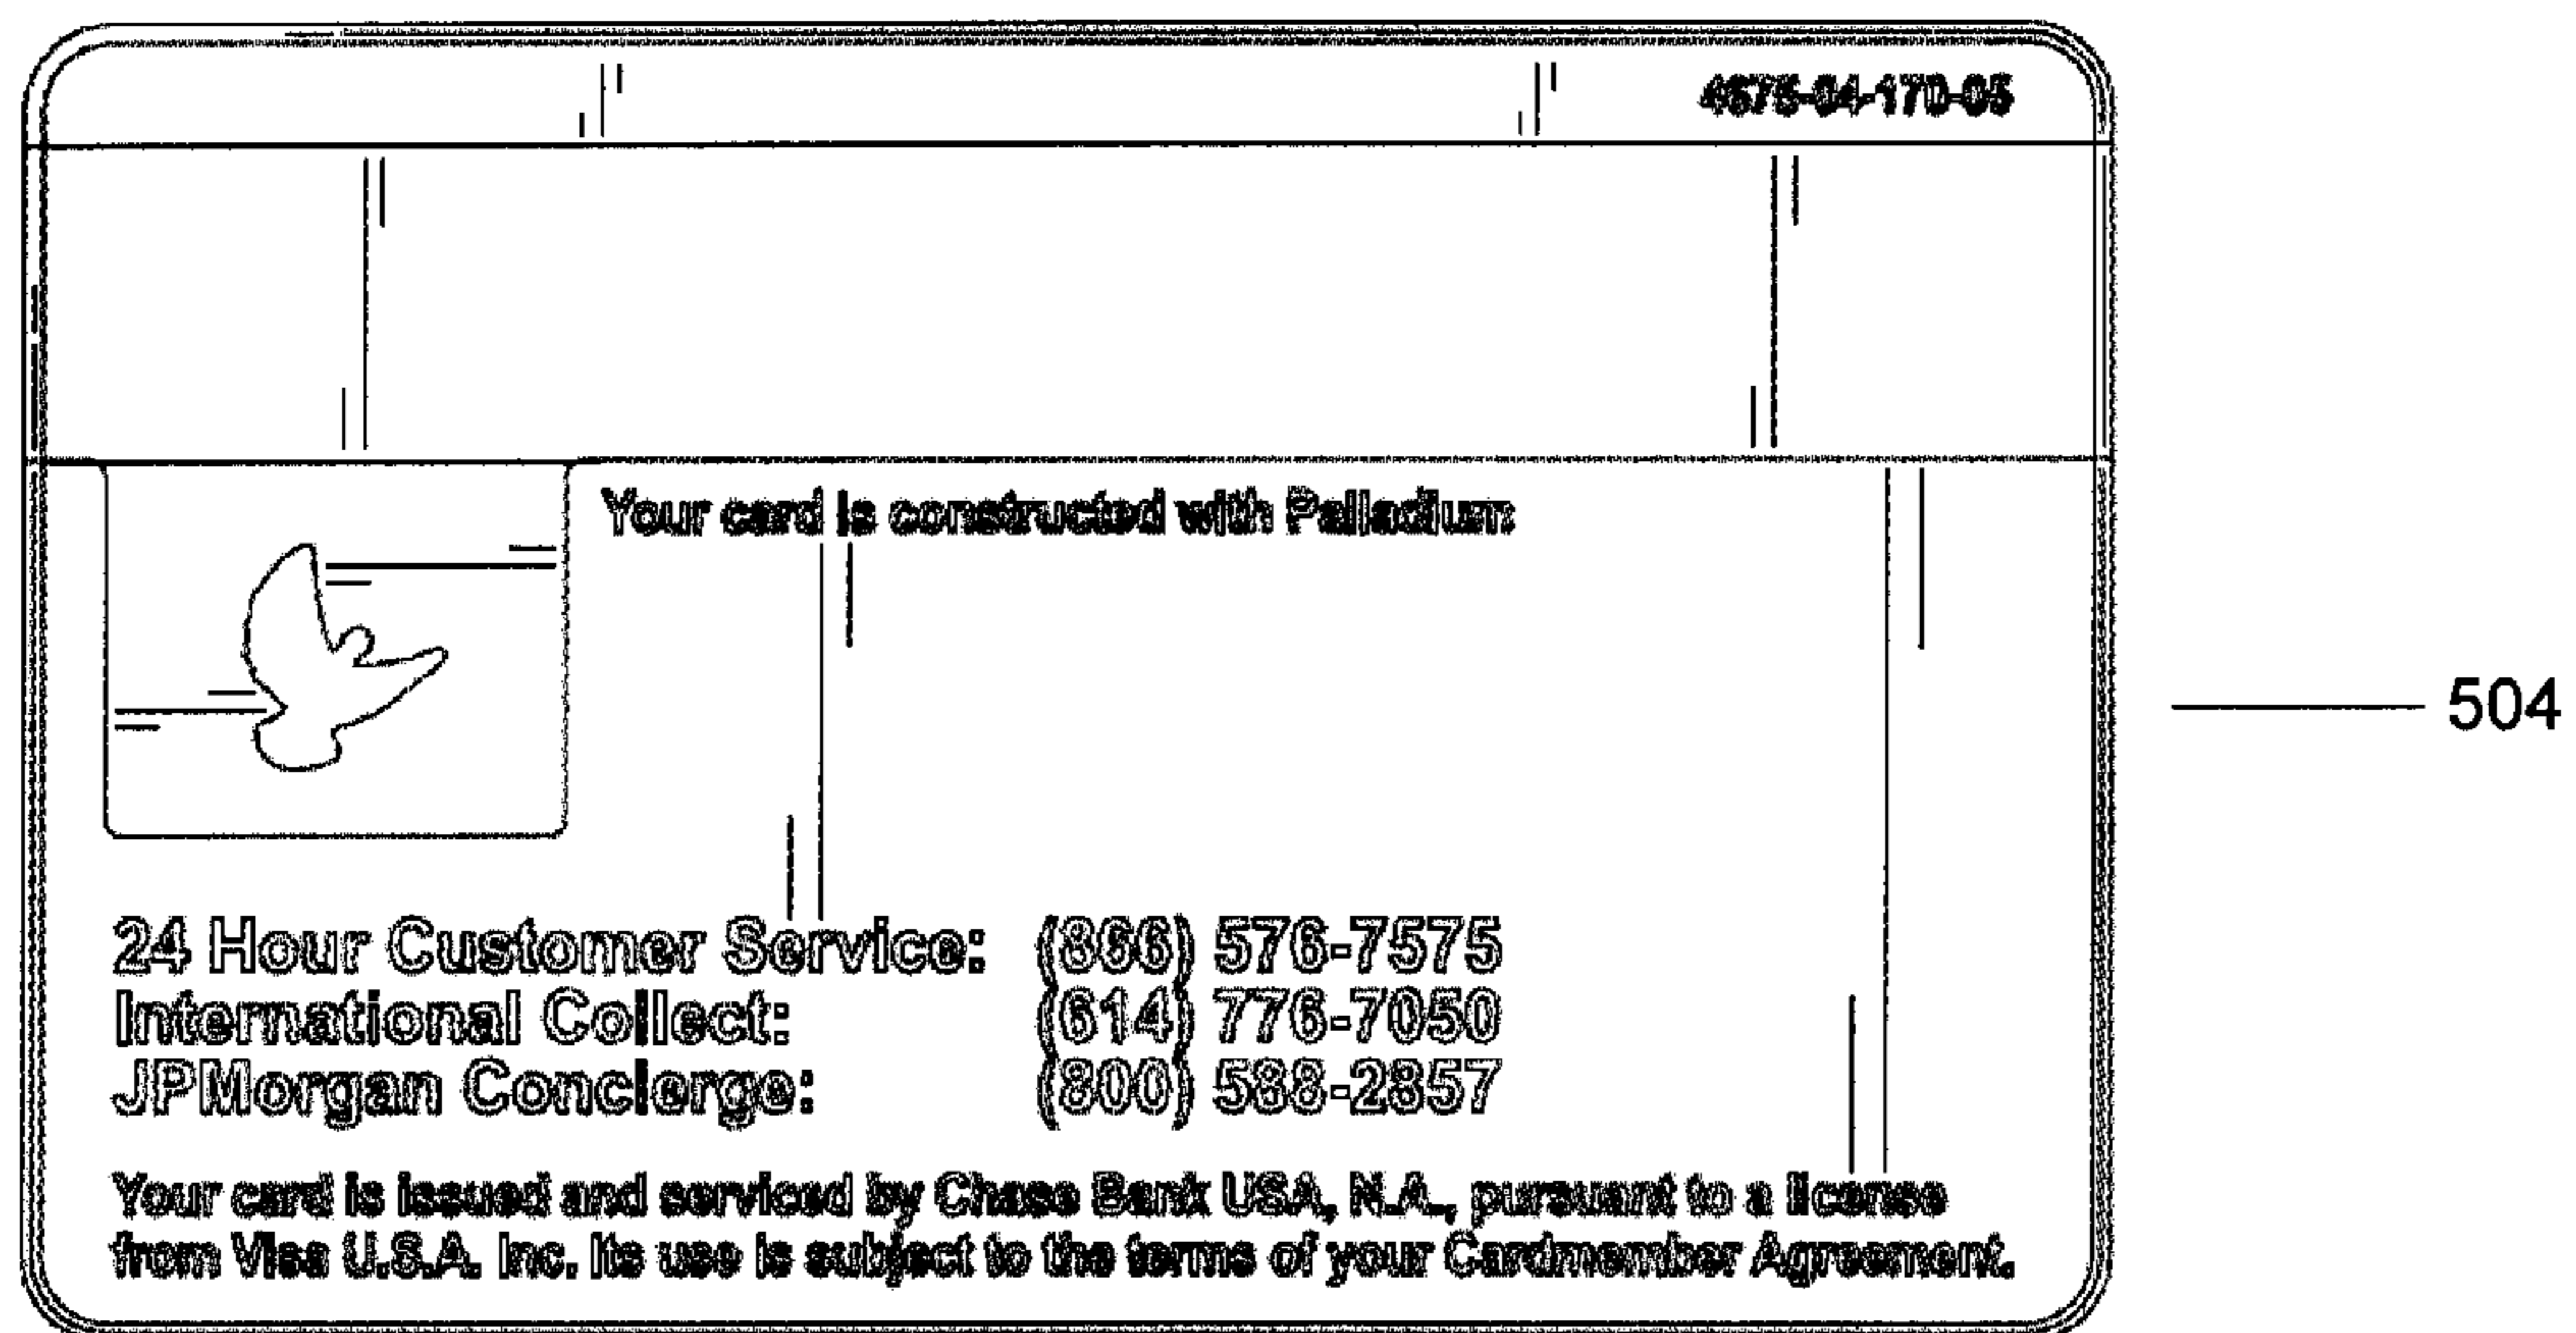 4675-04-170-05
Your card is constructed with Palladium
504
24 Hour Customer Service: (866) 576-7575
International Collect: (614) 776-7050
JPMorgan Concierge: (800) 588-2857
Your card is issued and serviced by Chase Bank USA, N.A., pursuant to a license
from Visa U.S.A. Inc. Its use is subject to the terms of your Cardmember Agreement.